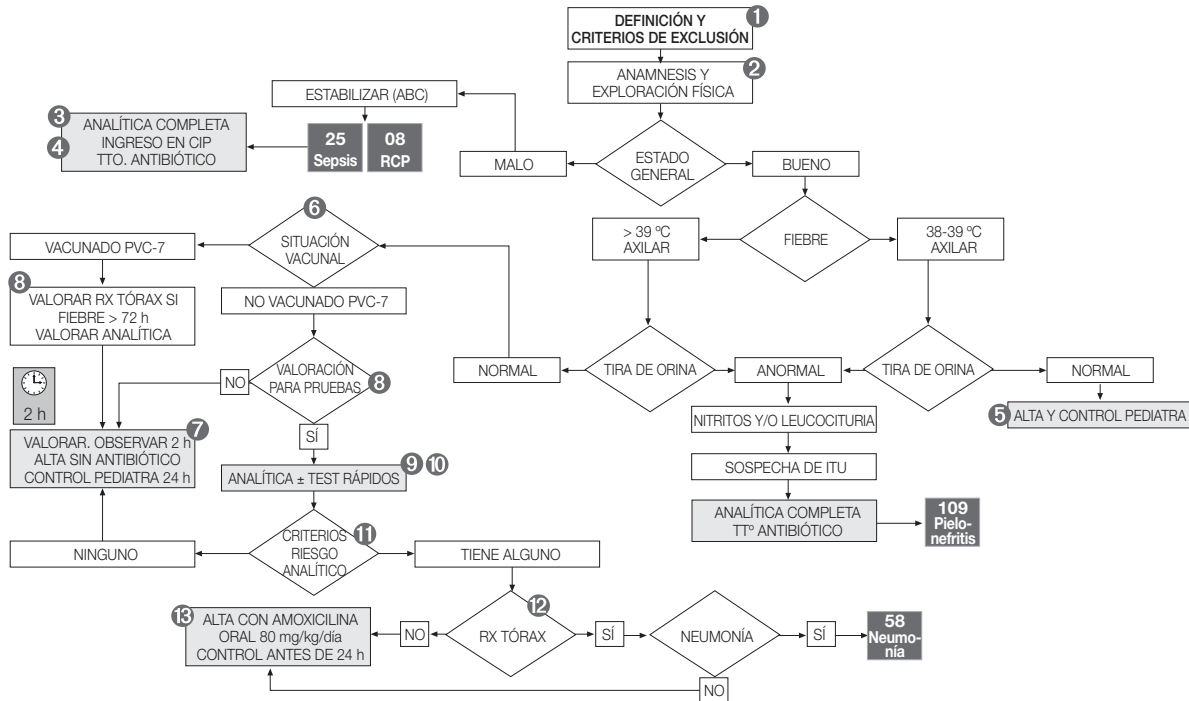 DEFINICIÓN Y
CRITERIOS DE EXCLUSIÓN
1
ANAMNESIS Y
EXPLORACIÓN FÍSICA
2
ESTABILIZAR (ABC)
3
4
ANALÍTICA COMPLETA
INGRESO EN CIP
TTO. ANTIBIÓTICO
25
Sepsis
08
RCP
MALO
ESTADO
GENERAL
BUENO
6
SITUACIÓN
VACUNAL
VACUNADO PVC-7
> 39 ºC
AXILAR
FIEBRE
38-39 ºC
AXILAR
8
VALORAR RX TÓRAX SI
FIEBRE > 72 h
VALORAR ANALÍTICA
NO VACUNADO PVC-7
2 h
NO
VALORACIÓN
PARA PRUEBAS
8
NORMAL
TIRA DE ORINA
ANORMAL
TIRA DE ORINA
NORMAL
7
VALORAR. OBSERVAR 2 h
ALTA SIN ANTIBIÓTICO
CONTROL PEDIATRA 24 h
SÍ
NITRITOS Y/O LEUCOCITURIA
5
ALTA Y CONTROL PEDIATRA
ANALÍTICA ± TEST RÁPIDOS
9
10
SOSPECHA DE ITU
ANALÍTICA COMPLETA
TTº ANTIBIÓTICO
109
Pielo-
nefritis
NINGUNO
CRITERIOS
RIESGO
ANALÍTICO
11
TIENE ALGUNO
13
ALTA CON AMOXICILINA
ORAL 80 mg/kg/día
CONTROL ANTES DE 24 h
NO
12
RX TÓRAX
SÍ
NEUMONÍA
SÍ
58
Neumo-
nía
NO